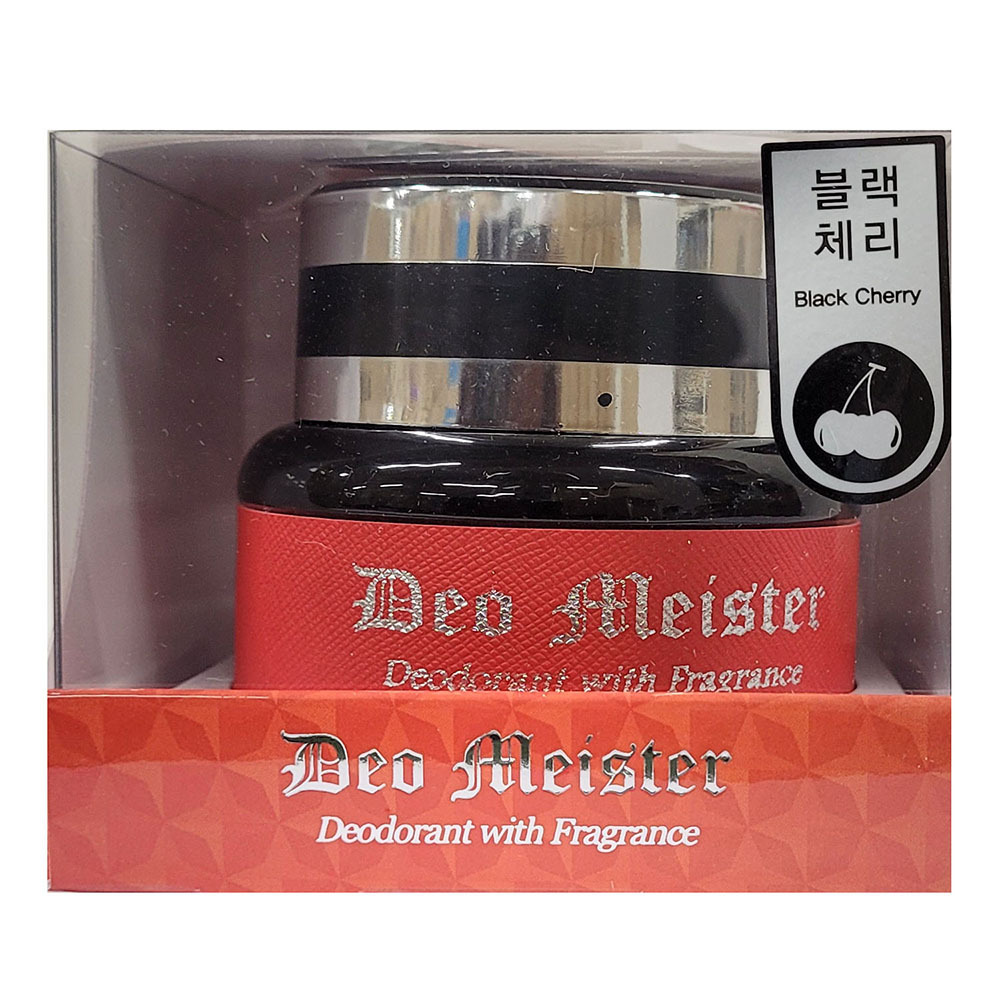 블랙
체리
Black Cherry
Deo Meister
Deodorant with Fragrance
Deo Meister
Deodorant with Fragrance